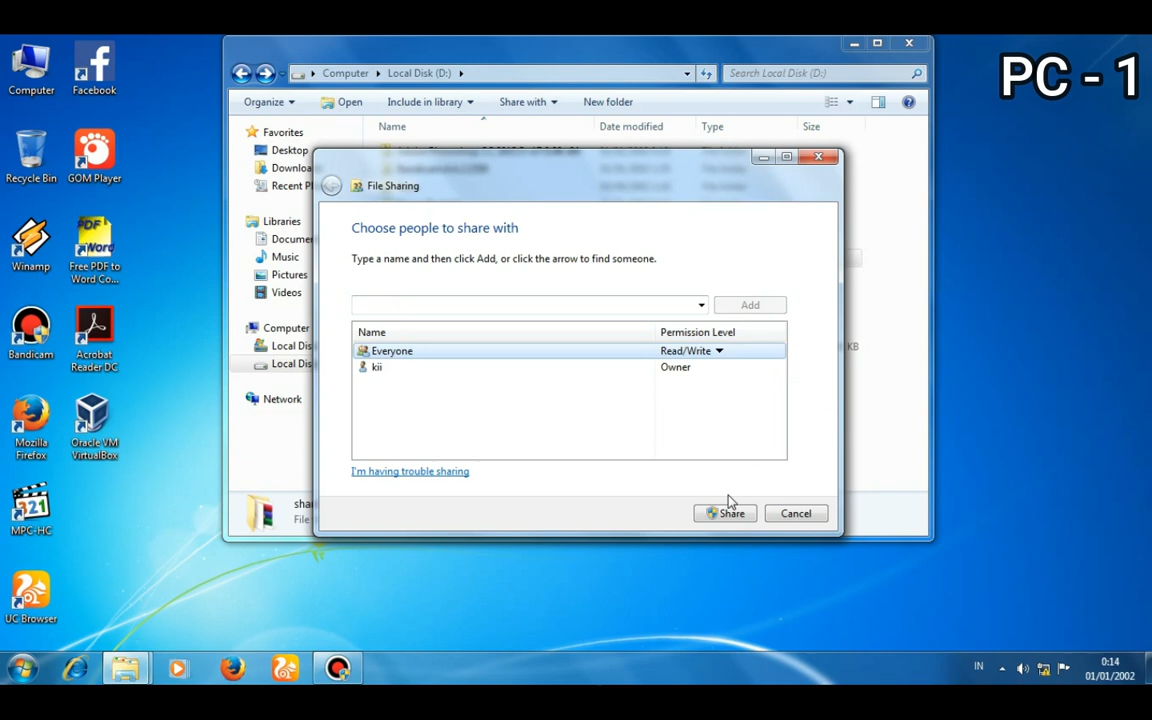 PC - 1
Computer
Facebook
Recycle Bin
GOM Player
Winamp
Free PDF to
Word Co...
Bandicam
Acrobat
Reader DC
Mozilla
Firefox
Oracle VM
VirtualBox
MPC-HC
UC Browser
Computer
Local Disk (D:)
Search Local Disk (D:)
Organize
Open
Include in library
Share with
New folder
Name
Date modified
Type
Size
Favorites
Desktop
Downloa
Recent P
Libraries
Docume
Music
Pictures
Videos
Computer
Local Dis
Local Dis
Network
KB
shar
File
File Sharing
Choose people to share with
Type a name and then click Add, or click the arrow to find someone.
Add
Name
Permission Level
Everyone
Read/Write
kii
Owner
I'm having trouble sharing
Share
Cancel
IN
0:14
01/01/2002